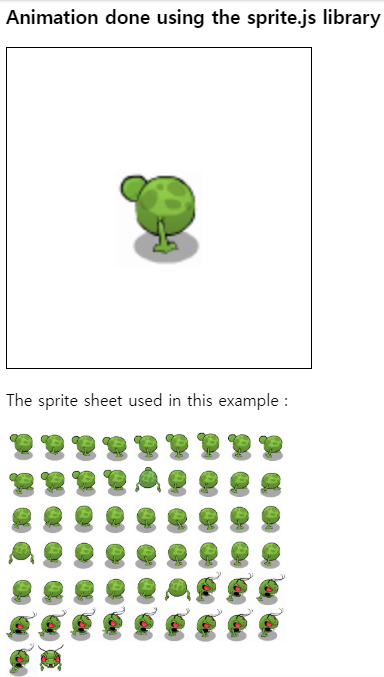 Animation done using the sprite.js library
The sprite sheet used in this example :